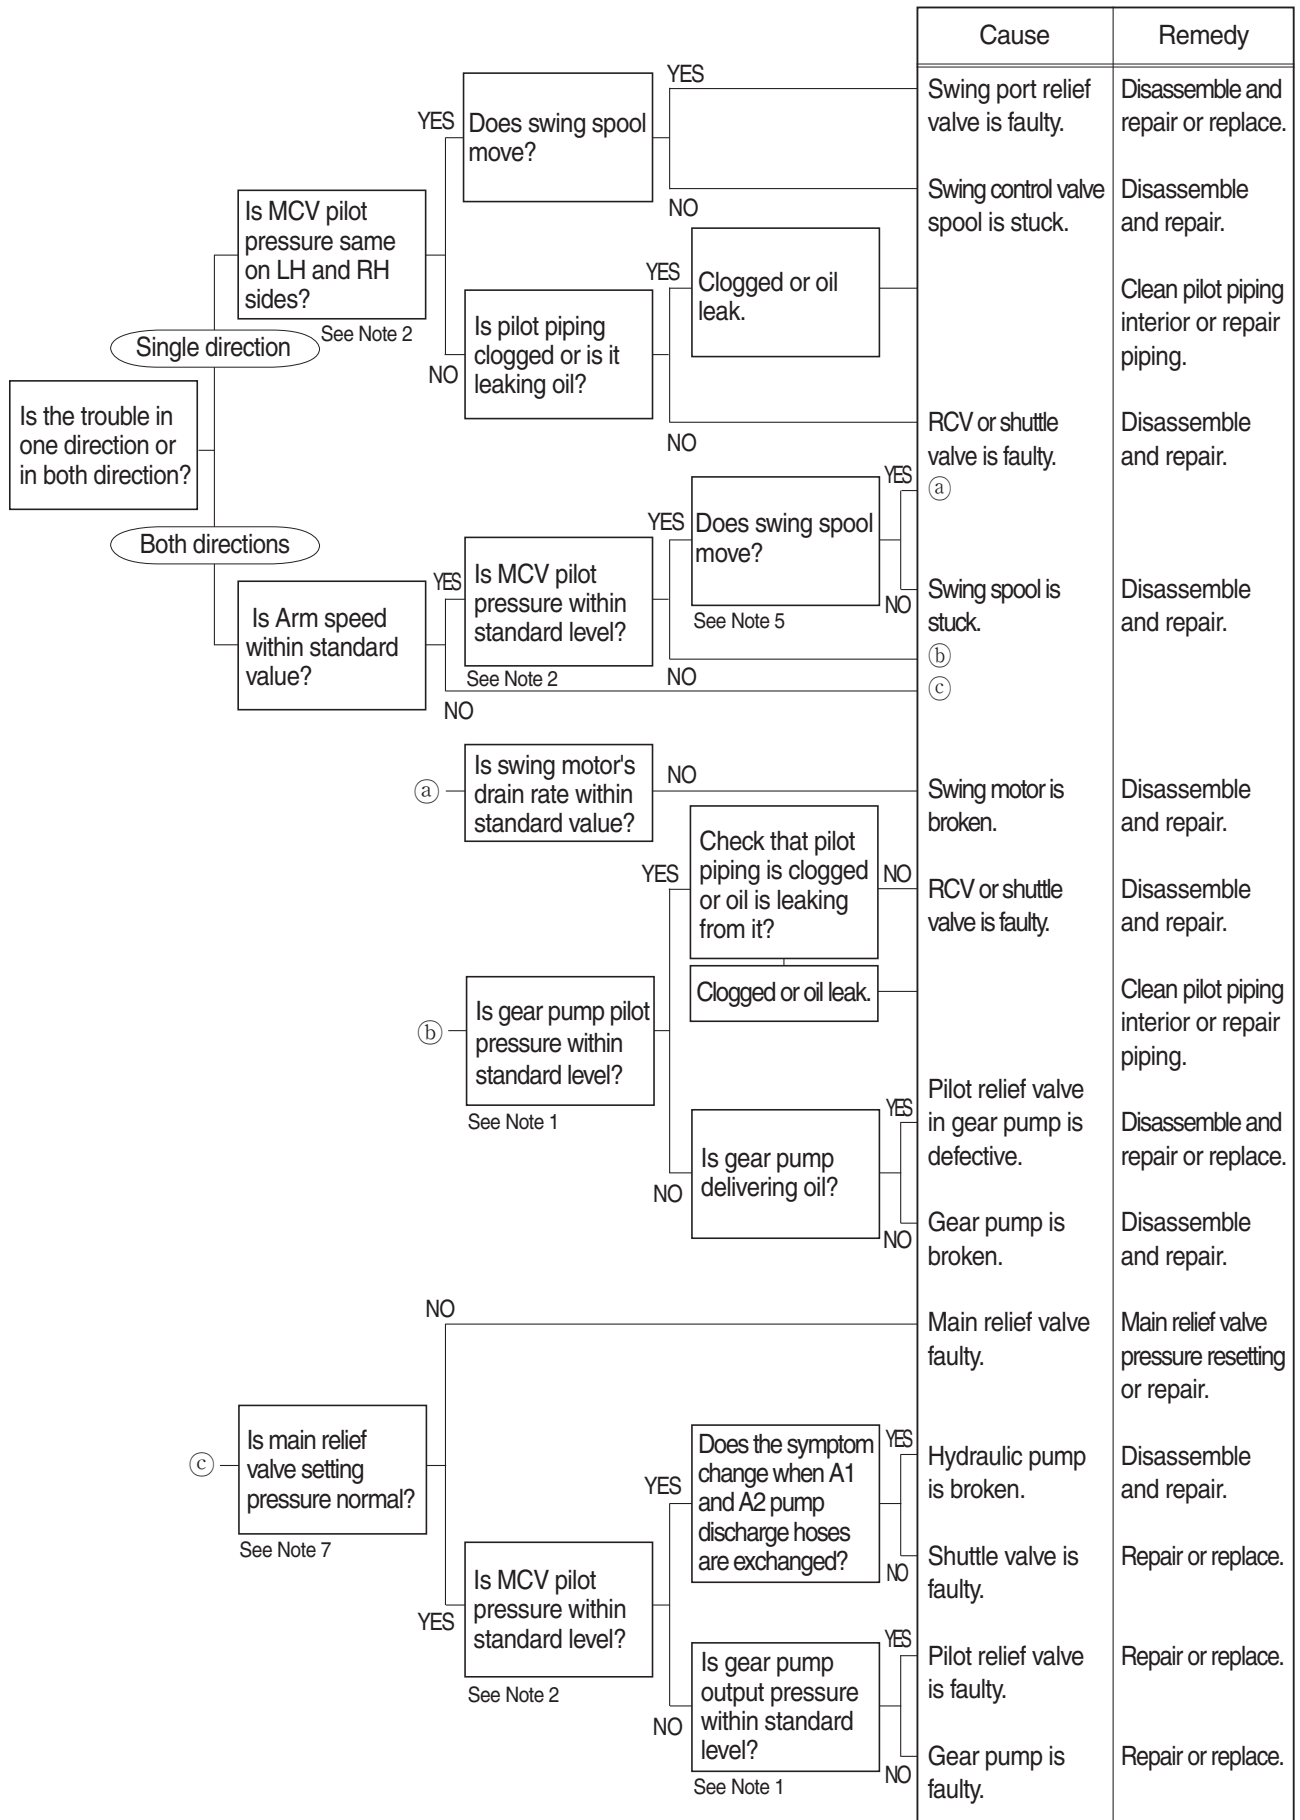 Cause
Remedy
YES
Swing port relief
valve is faulty.
Disassemble and
repair or replace.
YES
Does swing spool
move?
NO
Swing control valve
spool is stuck.
Disassemble
and repair.
Is MCV pilot
pressure same
on LH and RH
sides?
See Note 2
YES
Clogged or oil
leak.
Clean pilot piping
interior or repair
piping.
Is pilot piping
clogged or is it
leaking oil?
NO
Single direction
NO
RCV or shuttle
valve is faulty.
Disassemble
and repair.
Is the trouble in
one direction or
in both direction?
Both directions
YES
ⓐ
YES
Does swing spool
move?
See Note 5
NO
Swing spool is
stuck.
Disassemble
and repair.
YES
Is MCV pilot
pressure within
standard level?
See Note 2
NO
ⓑ
Is Arm speed
within standard
value?
NO
ⓒ
ⓐ
Is swing motor's
drain rate within
standard value?
NO
Swing motor is
broken.
Disassemble
and repair.
YES
Check that pilot
piping is clogged
or oil is leaking
from it?
NO
RCV or shuttle
valve is faulty.
Disassemble
and repair.
Clogged or oil leak.
Clean pilot piping
interior or repair
piping.
ⓑ
Is gear pump pilot
pressure within
standard level?
See Note 1
YES
Pilot relief valve
in gear pump is
defective.
Disassemble and
repair or replace.
NO
Is gear pump
delivering oil?
NO
Gear pump is
broken.
Disassemble
and repair.
NO
Main relief valve
faulty.
Main relief valve
pressure resetting
or repair.
ⓒ
Is main relief
valve setting
pressure normal?
See Note 7
YES
Does the symptom
change when A1
and A2 pump
discharge hoses
are exchanged?
YES
Hydraulic pump
is broken.
Disassemble
and repair.
NO
Shuttle valve is
faulty.
Repair or replace.
YES
Is MCV pilot
pressure within
standard level?
See Note 2
NO
Is gear pump
output pressure
within standard
level?
See Note 1
YES
Pilot relief valve
is faulty.
Repair or replace.
NO
Gear pump is
faulty.
Repair or replace.